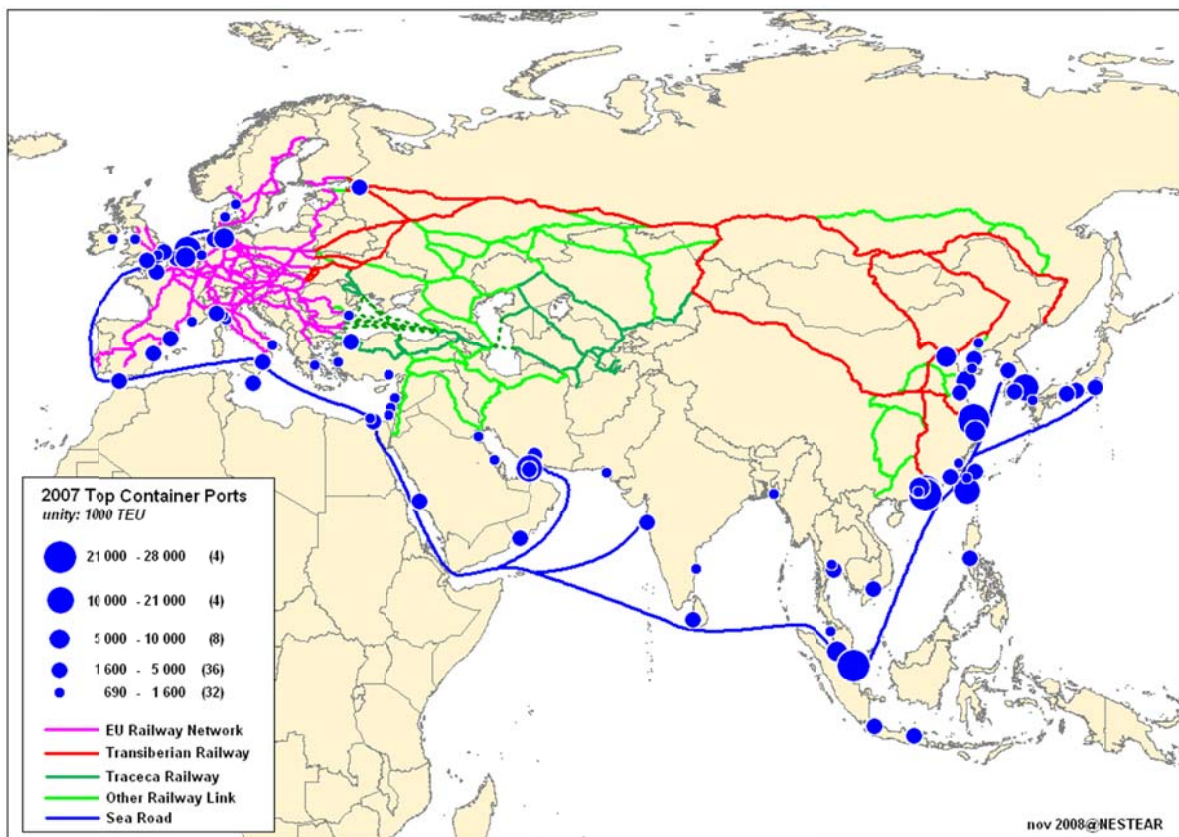 2007 Top Container Ports
unity: 1000 TEU
21 000 - 28 000 (4)
10 000 - 21 000 (4)
5 000 - 10 000 (8)
1 600 - 5 000 (36)
690 - 1 600 (32)
EU Railway Network
Transiberian Railway
Traceca Railway
Other Railway Link
Sea Road
nov 2008@NESTEAR